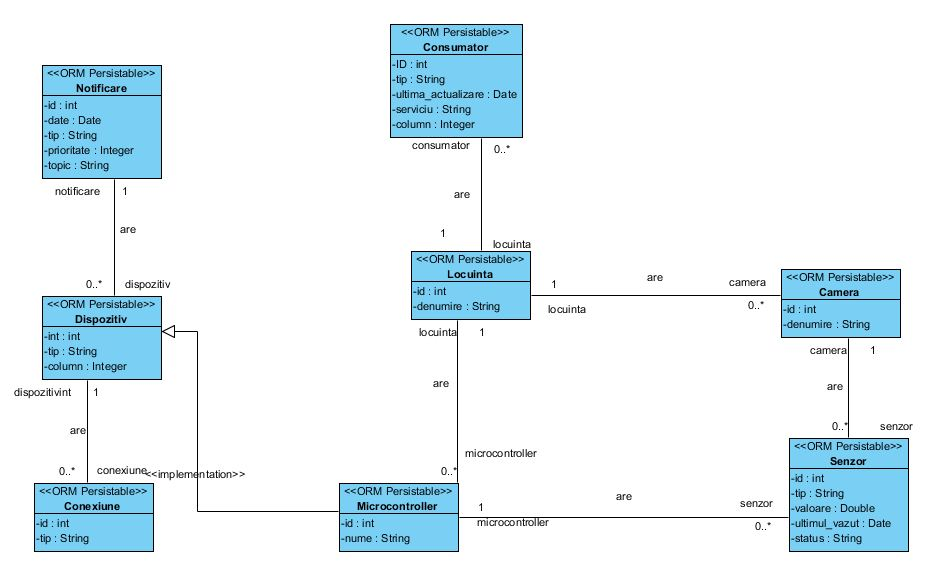 <<ORM Persistable>>
Consumator
-ID : int
-tip : String
-ultima_actualizare : Date
-serviciu : String
-column : Integer
<<ORM Persistable>>
Notificare
-id : int
-date : Date
-tip : String
-prioritate : Integer
-topic : String
consumator
0..*
notificare
1
are
are
1
locuinta
<<ORM Persistable>>
Locuinta
-id : int
-denumire : String
are
1
camera
locuinta
0..*
<<ORM Persistable>>
Camera
-id : int
-denumire : String
0..*
dispozitiv
<<ORM Persistable>>
Dispozitiv
-int : int
-tip : String
-column : Integer
locuinta
1
camera
1
dispozitivint
1
are
are
are
0..*
senzor
0..*
conexiune
<<implementation>>
microcontroller
0..*
<<ORM Persistable>>
Conexiune
-id : int
-tip : String
<<ORM Persistable>>
Microcontroller
-id : int
-nume : String
are
1
senzor
microcontroller
0..*
<<ORM Persistable>>
Senzor
-id : int
-tip : String
-valoare : Double
-ultimul_vazut : Date
-status : String